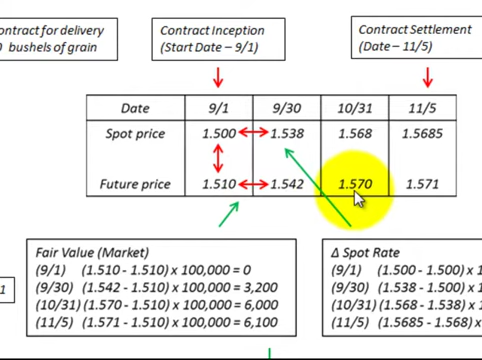 ontract for delivery
0 bushels of grain
Contract Inception
(Start Date – 9/1)
Contract Settlement
(Date – 11/5)
Date 9/1 9/30 10/31 11/5
Spot price 1.500 1.538 1.568 1.5685
Future price 1.510 1.542 1.570 1.571
1
Fair Value (Market)
(9/1) (1.510 - 1.510) x 100,000 = 0
(9/30) (1.542 - 1.510) x 100,000 = 3,200
(10/31) (1.570 - 1.510) x 100,000 = 6,000
(11/5) (1.571 - 1.510) x 100,000 = 6,100
Δ Spot Rate
(9/1) (1.500 - 1.500) x 1
(9/30) (1.538 - 1.500) x 1
(10/31) (1.568 - 1.538) x 1
(11/5) (1.5685 - 1.568) x